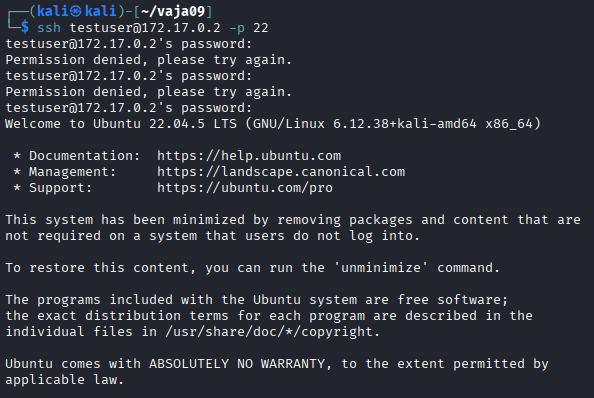 ┌──(kali㉿kali)-[~/vaja09]
└─$ ssh testuser@172.17.0.2 -p 22
testuser@172.17.0.2's password:
Permission denied, please try again.
testuser@172.17.0.2's password:
Permission denied, please try again.
testuser@172.17.0.2's password:
Welcome to Ubuntu 22.04.5 LTS (GNU/Linux 6.12.38+kali-amd64 x86_64)

 * Documentation:  https://help.ubuntu.com
 * Management:     https://landscape.canonical.com
 * Support:        https://ubuntu.com/pro

This system has been minimized by removing packages and content that are
not required on a system that users do not log into.

To restore this content, you can run the 'unminimize' command.

The programs included with the Ubuntu system are free software;
the exact distribution terms for each program are described in the
individual files in /usr/share/doc/*/copyright.

Ubuntu comes with ABSOLUTELY NO WARRANTY, to the extent permitted by
applicable law.